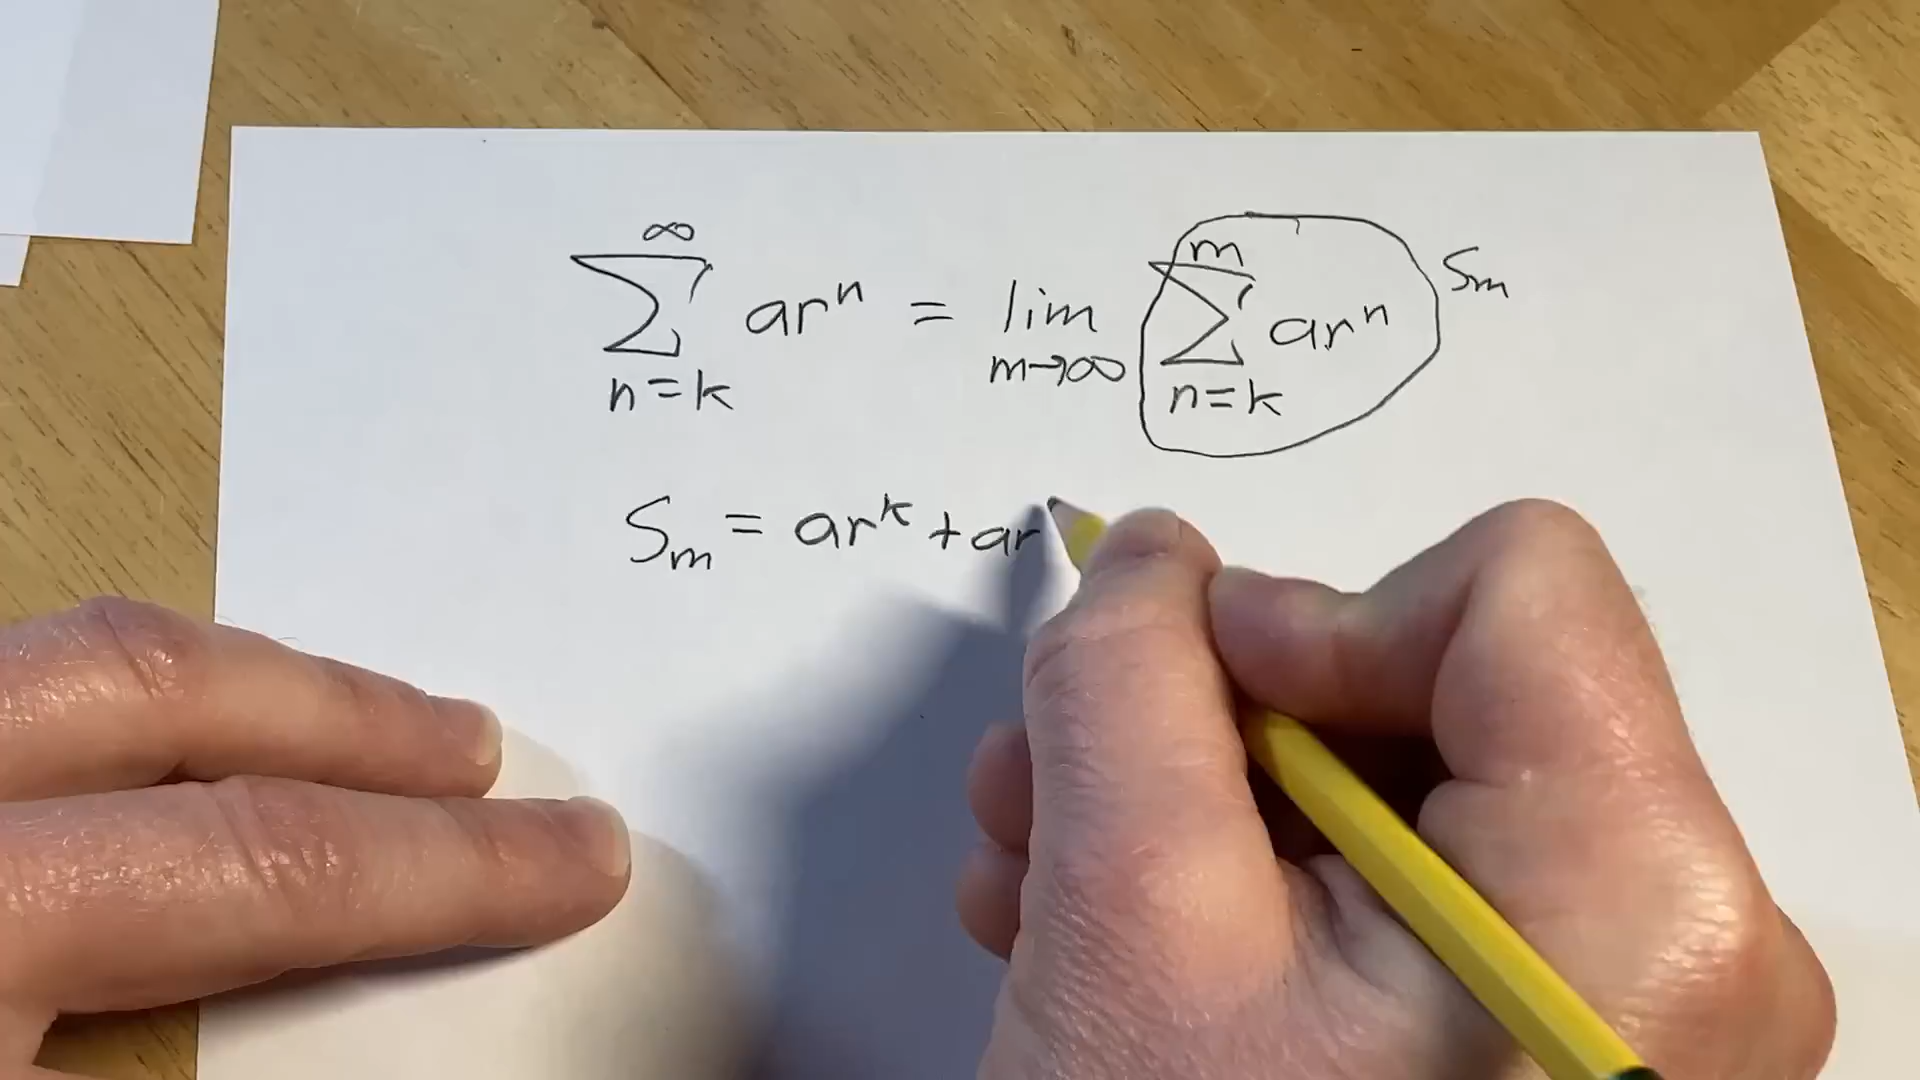 ∞ Σ n=k arⁿ = lim m→∞ m Σ n=k arⁿ Sₘ
Sₘ = arᵏ + ar